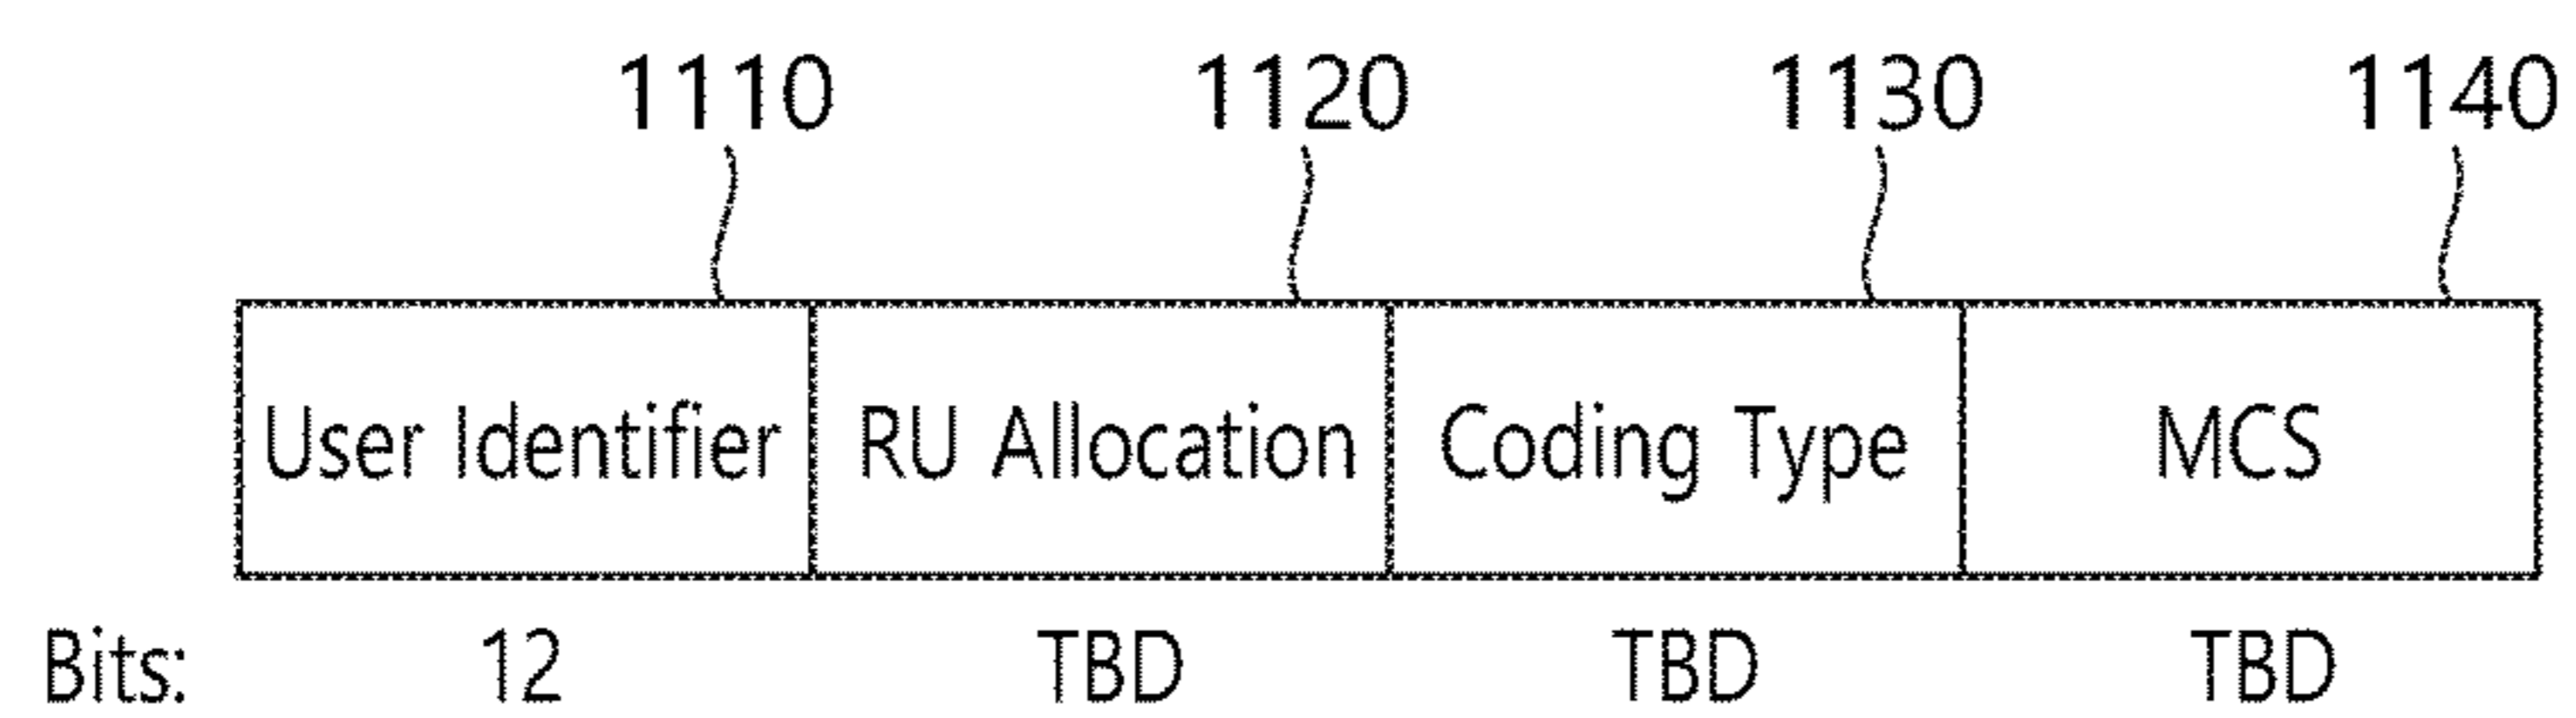 1110 1120 1130 1140
User Identifier RU Allocation Coding Type MCS
Bits: 12 TBD TBD TBD